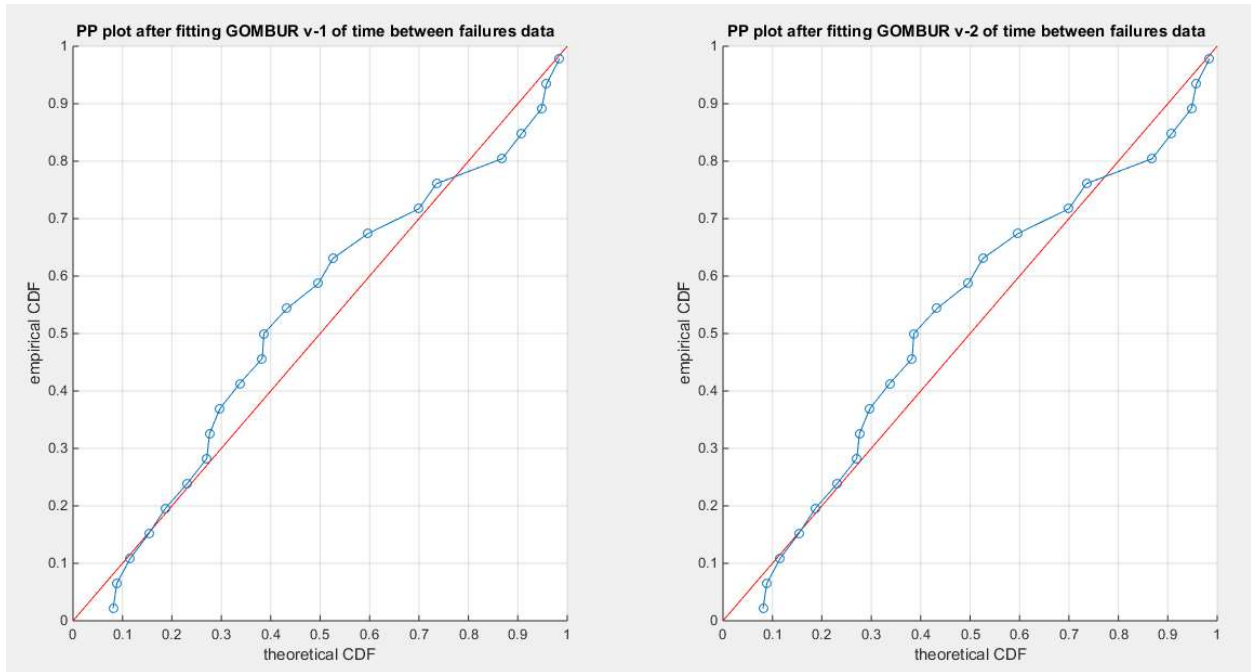 PP plot after fitting GOMBUR v-1 of time between failures data
1
0.9
0.8
0.7
0.6
0.5
0.4
0.3
0.2
0.1
0
empirical CDF
0 0.1 0.2 0.3 0.4 0.5 0.6 0.7 0.8 0.9 1
theoretical CDF
PP plot after fitting GOMBUR v-2 of time between failures data
1
0.9
0.8
0.7
0.6
0.5
0.4
0.3
0.2
0.1
0
empirical CDF
0 0.1 0.2 0.3 0.4 0.5 0.6 0.7 0.8 0.9 1
theoretical CDF